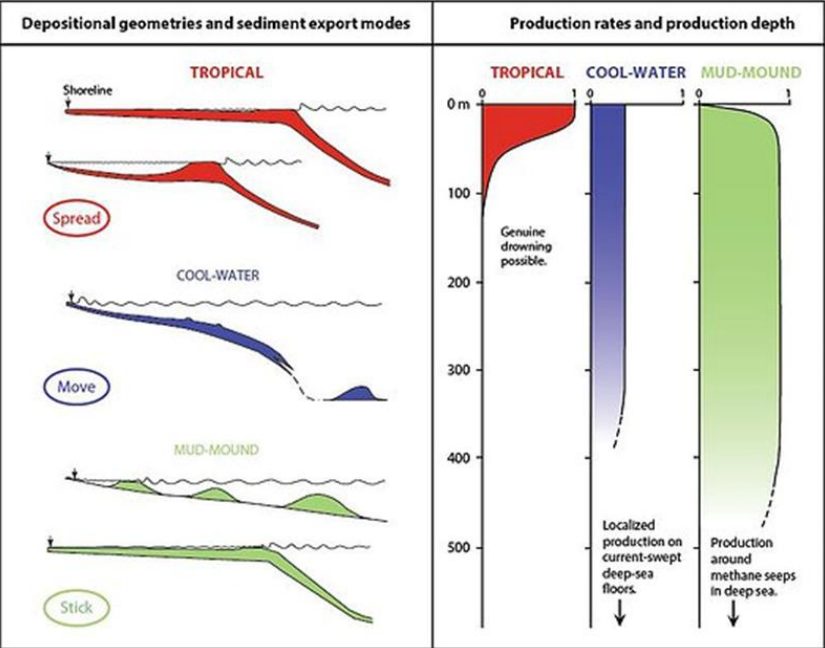 Depositional geometries and sediment export modes
TROPICAL
Shoreline
Spread
COOL-WATER
Move
MUD-MOUND
Stick
Production rates and production depth
TROPICAL COOL-WATER MUD-MOUND
0 1 0 1 0 1
0 m
100
200
300
400
500
Genuine
drowning
possible.
Localized
production on
current-swept
deep-sea
floors.
Production
around
methane seeps
in deep sea.